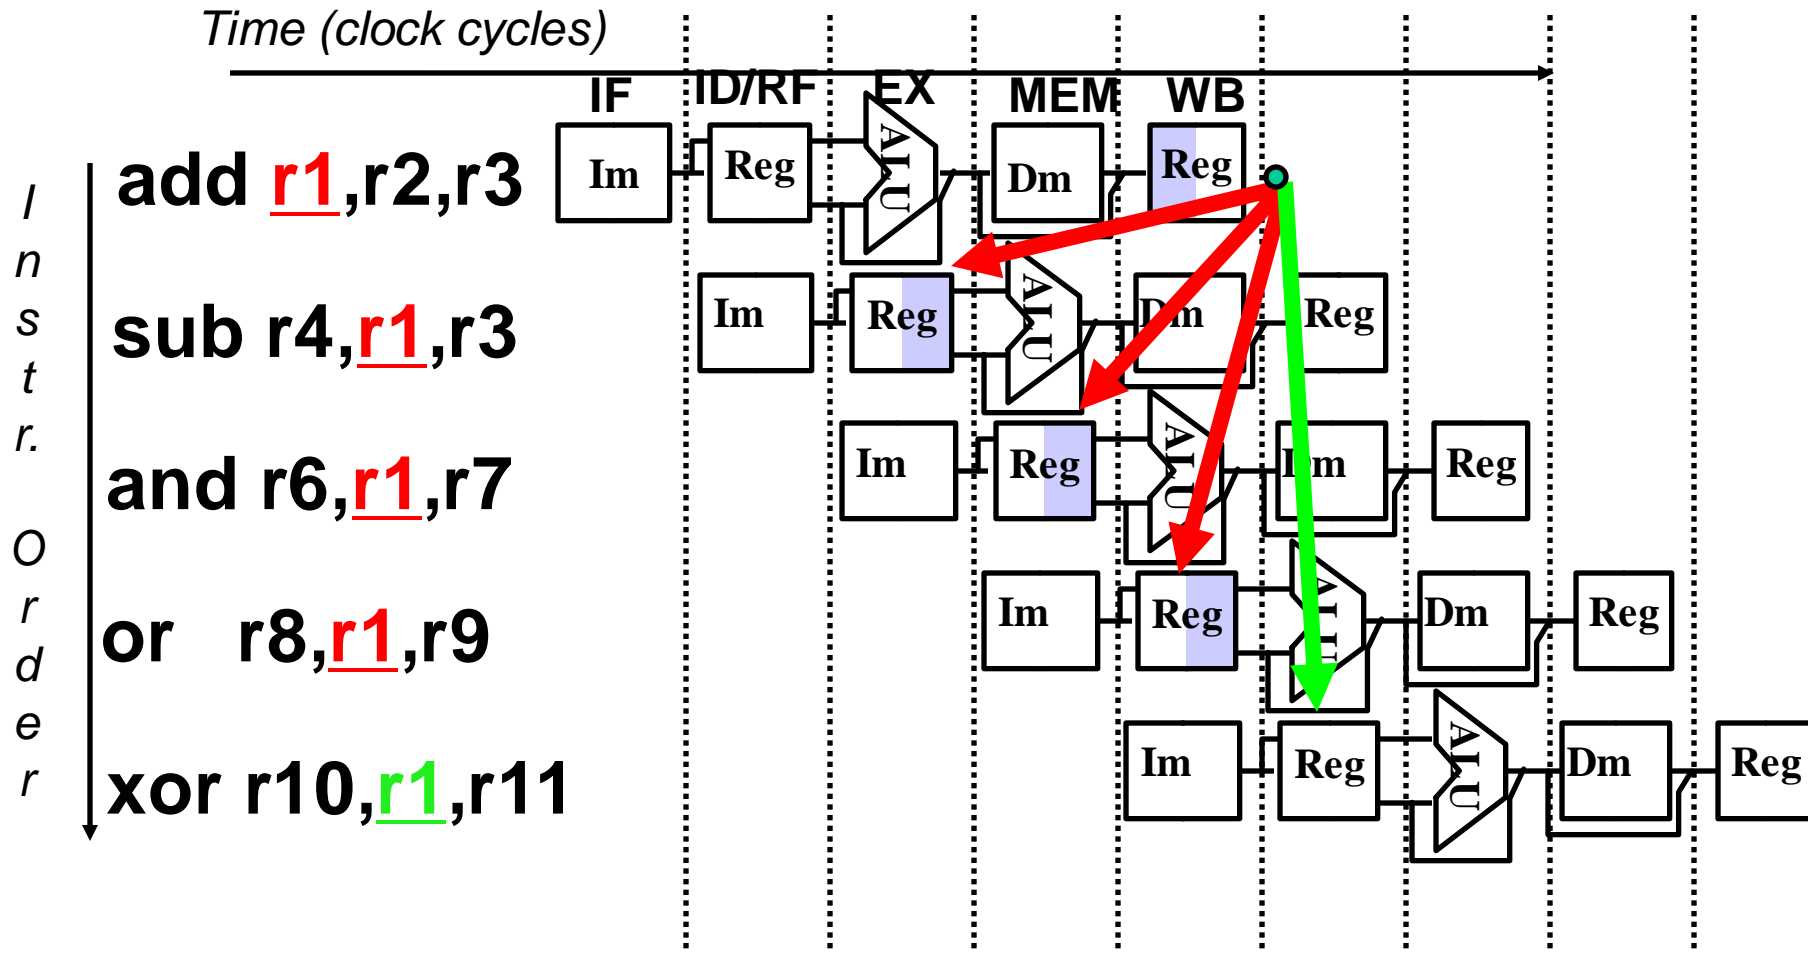 Time (clock cycles)
IF ID/RF EX MEM WB
Instr. Order
add r1,r2,r3 Im Reg ALU Dm Reg
sub r4,r1,r3 Im Reg ALU Dm Reg
and r6,r1,r7 Im Reg ALU Dm Reg
or r8,r1,r9 Im Reg ALU Dm Reg
xor r10,r1,r11 Im Reg ALU Dm Reg